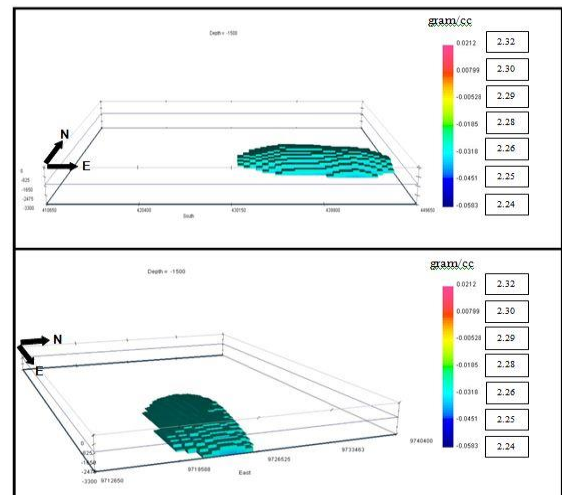 gram/cc
Depth = -1500
0.0212 2.32
0.00799 2.30
-0.00528 2.29
-0.0185 2.28
-0.0318 2.26
-0.0451 2.25
-0.0583 2.24
N
E
0
-825
-1650
-2475
-3300
410650 420400 430150 439900 449650
South
gram/cc
Depth = -1500
0.0212 2.32
0.00799 2.30
-0.00528 2.29
-0.0185 2.28
-0.0318 2.26
-0.0451 2.25
-0.0583 2.24
N
E
0
-825
-1650
-3300
9712650 9719588 9726525 9733463 9740400
East